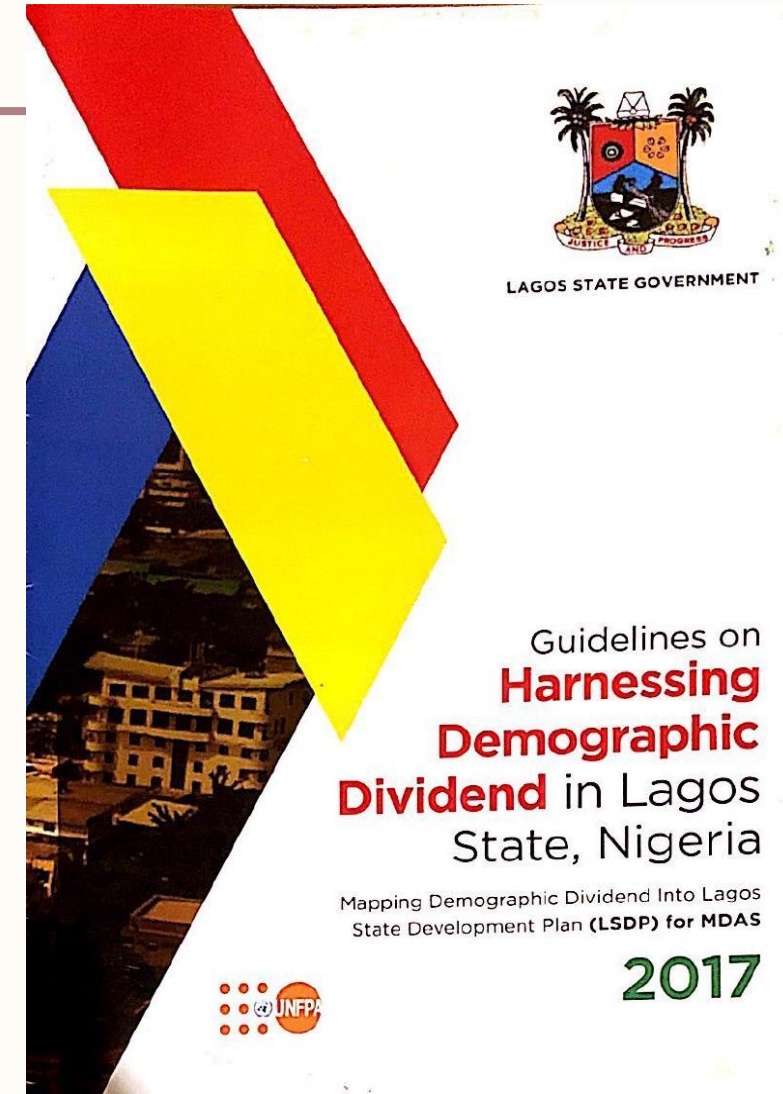 JUSTICE AND PROGRESS
LAGOS STATE GOVERNMENT
Guidelines on
Harnessing
Demographic
Dividend in Lagos
State, Nigeria
Mapping Demographic Dividend Into Lagos
State Development Plan (LSDP) for MDAS
2017
UNFPA